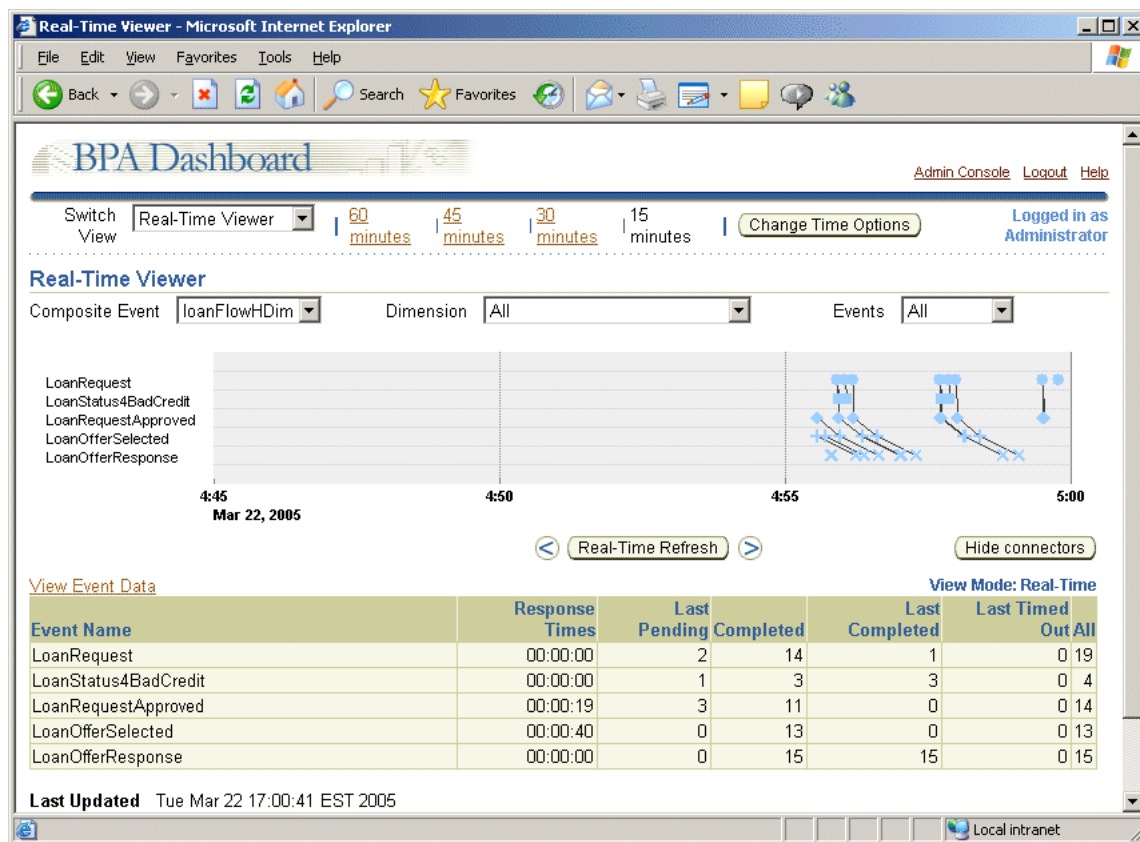 Real-Time Viewer - Microsoft Internet Explorer
File Edit View Favorites Tools Help
Back Search Favorites
BPA Dashboard
Admin Console Logout Help
Switch View Real-Time Viewer 60 minutes 45 minutes 30 minutes 15 minutes Change Time Options Logged in as Administrator
Real-Time Viewer
Composite Event loanFlowHDim Dimension All Events All
LoanRequest
LoanStatus4BadCredit
LoanRequestApproved
LoanOfferSelected
LoanOfferResponse
4:45 4:50 4:55 5:00
Mar 22, 2005
< Real-Time Refresh > Hide connectors
View Event Data View Mode: Real-Time
Event Name Response Times Last Pending Completed Last Completed Last Timed Out All
LoanRequest 00:00:00 2 14 1 0 19
LoanStatus4BadCredit 00:00:00 1 3 3 0 4
LoanRequestApproved 00:00:19 3 11 0 0 14
LoanOfferSelected 00:00:40 0 13 0 0 13
LoanOfferResponse 00:00:00 0 15 15 0 15
Last Updated Tue Mar 22 17:00:41 EST 2005
Local intranet